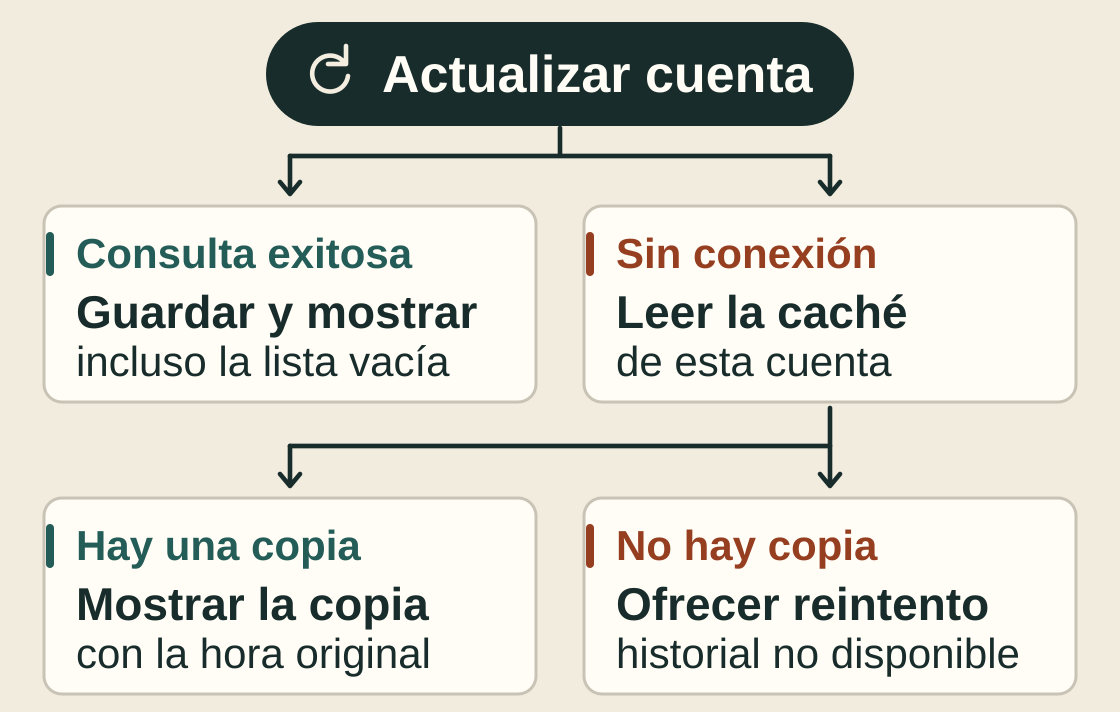 Actualizar cuenta
Consulta exitosa
Guardar y mostrar
incluso la lista vacía
Sin conexión
Leer la caché
de esta cuenta
Hay una copia
Mostrar la copia
con la hora original
No hay copia
Ofrecer reintento
historial no disponible